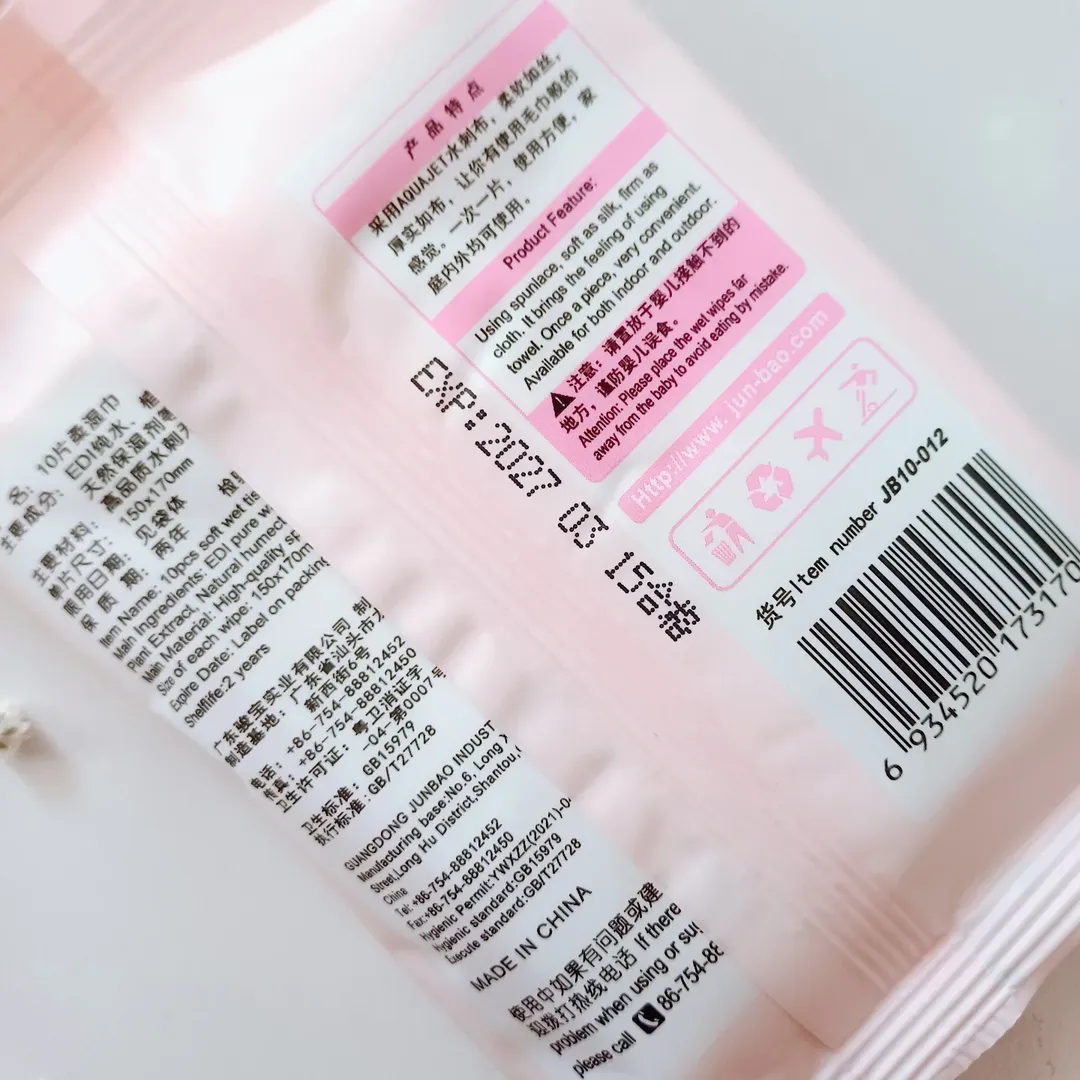 产品特点
采用AQUAJET水刺布，柔软如丝，
厚实如布，让你有使用毛巾般的
感觉。一次一片，使用方便，家
庭内外均可使用。
Product Feature:
Using spunlace, soft as silk, firm as
cloth. It brings the feeling of using
towel. Once a piece, very convenient.
Available for both indoor and outdoor.
注意：请置放于婴儿接触不到的
地方，谨防婴儿误食。
Attention: Please place the wet wipes far
away from the baby to avoid eating by mistake.
Http://www.jun-bao.com
货号Item number JB10-012
6 934520 173170
EXP:2027 03 15合格
名: 10片柔湿巾
主要成分: EDI纯水、
天然保湿剂
主要材料: 高品质水刺
单片尺寸: 150x170mm
限用日期: 见袋体
保质期: 两年
Item Name: 10pcs soft wet tis
Main Ingredients: EDI pure w
Plant Extract, Natural humect
Main Material: High-quality sp
Size of each wipe: 150x170m
Expire Date: Label on packing
Shelflife:2 years
广东骏宝实业有限公司 制
制造基地: 广东省汕头市龙
新西街6号
电话: +86-754-88812452
传真: +86-754-88812450
卫生许可证: 粤卫消证字
-04-第0007号
卫生标准: GB15979
执行标准: GB/T27728
GUANGDONG JUNBAO INDUST
Manufacturing base:No.6, Long X
Street,Long Hu District,Shantou,
China
Tel:+86-754-88812452
Fax:+86-754-88812450
Hygienic Permit:YWXZZ(2021)-0
Hygienic standard:GB15979
Execute standard:GB/T27728
MADE IN CHINA
使用中如果有问题或建
迎拨打热线电话 If there
problem when using or sug
please call 86-754-88